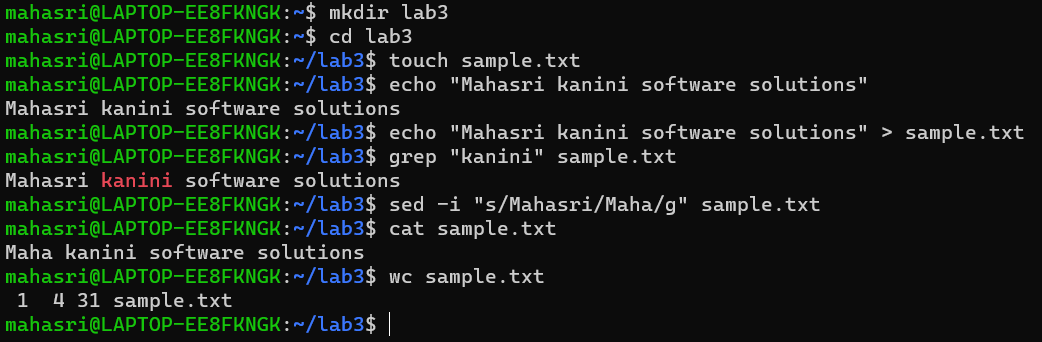 mahasri@LAPTOP-EE8FKNGK:~$ mkdir lab3
mahasri@LAPTOP-EE8FKNGK:~$ cd lab3
mahasri@LAPTOP-EE8FKNGK:~/lab3$ touch sample.txt
mahasri@LAPTOP-EE8FKNGK:~/lab3$ echo "Mahasri kanini software solutions"
Mahasri kanini software solutions
mahasri@LAPTOP-EE8FKNGK:~/lab3$ echo "Mahasri kanini software solutions" > sample.txt
mahasri@LAPTOP-EE8FKNGK:~/lab3$ grep "kanini" sample.txt
Mahasri kanini software solutions
mahasri@LAPTOP-EE8FKNGK:~/lab3$ sed -i "s/Mahasri/Maha/g" sample.txt
mahasri@LAPTOP-EE8FKNGK:~/lab3$ cat sample.txt
Maha kanini software solutions
mahasri@LAPTOP-EE8FKNGK:~/lab3$ wc sample.txt
 1  4 31 sample.txt
mahasri@LAPTOP-EE8FKNGK:~/lab3$